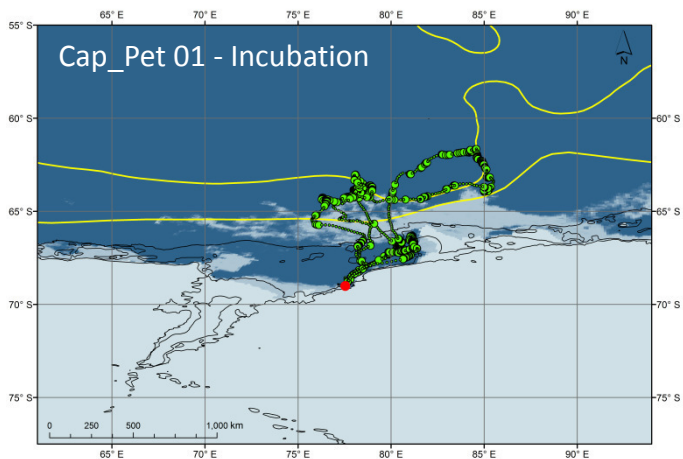 65° E 70° E 75° E 80° E 85° E 90° E
55° S 55° S
Cap_Pet 01 - Incubation
N
60° S 60° S
65° S 65° S
70° S 70° S
75° S 75° S
0 250 500 1,000 km
65° E 70° E 75° E 80° E 85° E 90° E